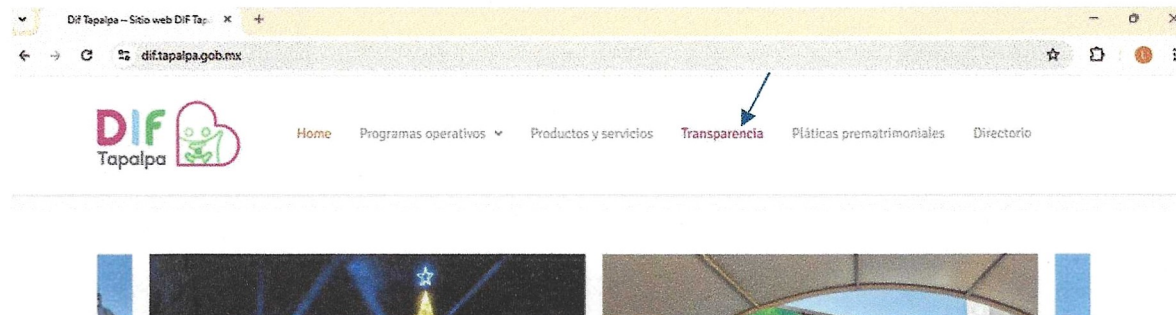 Dif Tapalpa – Sitio web DIF Tap
dif.tapalpa.gob.mx
DIF
Tapalpa
Home Programas operativos Productos y servicios Transparencia Pláticas prematrimoniales Directorio